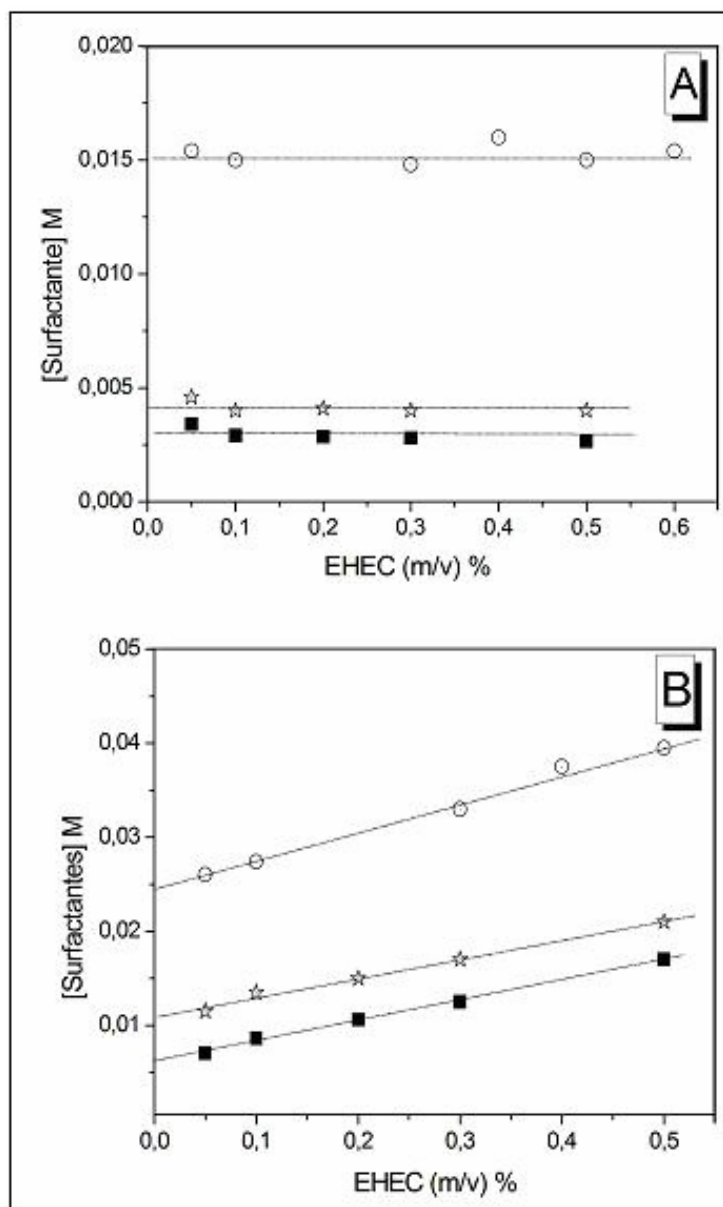 A
[Surfactante] M
0,020
0,015
0,010
0,005
0,000
0,0 0,1 0,2 0,3 0,4 0,5 0,6
EHEC (m/v) %
B
[Surfactantes] M
0,05
0,04
0,03
0,02
0,01
0,0 0,1 0,2 0,3 0,4 0,5
EHEC (m/v) %